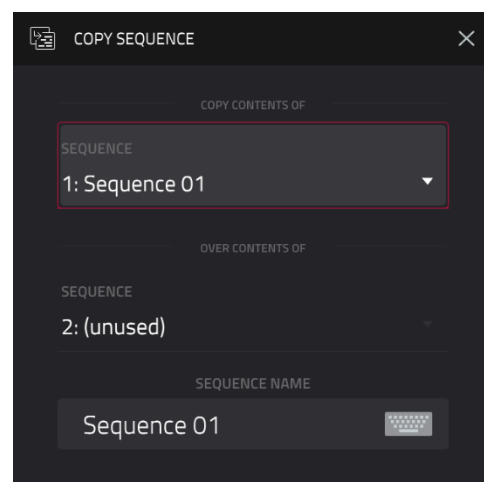 COPY SEQUENCE
COPY CONTENTS OF
SEQUENCE
1: Sequence 01
OVER CONTENTS OF
SEQUENCE
2: (unused)
SEQUENCE NAME
Sequence 01